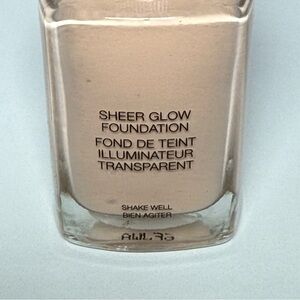 SHEER GLOW
FOUNDATION
FOND DE TEINT
ILLUMINATEUR
TRANSPARENT
SHAKE WELL
BIEN AGITER